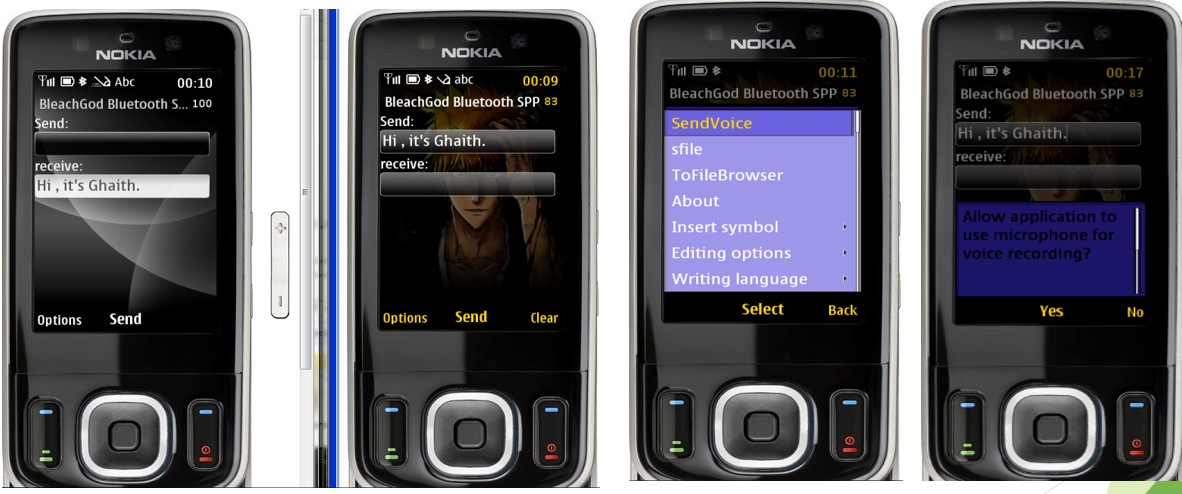 NOKIA
Abc 00:10
BleachGod Bluetooth S... 100
Send:
receive:
Hi , it's Ghaith.
Options Send
NOKIA
abc 00:09
BleachGod Bluetooth SPP 83
Send:
Hi , it's Ghaith.
receive:
Options Send Clear
NOKIA
00:11
BleachGod Bluetooth SPP 83
SendVoice
sfile
ToFileBrowser
About
Insert symbol
Editing options
Writing language
Select Back
NOKIA
00:17
BleachGod Bluetooth SPP 83
Send:
Hi , it's Ghaith.
receive:
Allow application to
use microphone for
voice recording?
Yes No